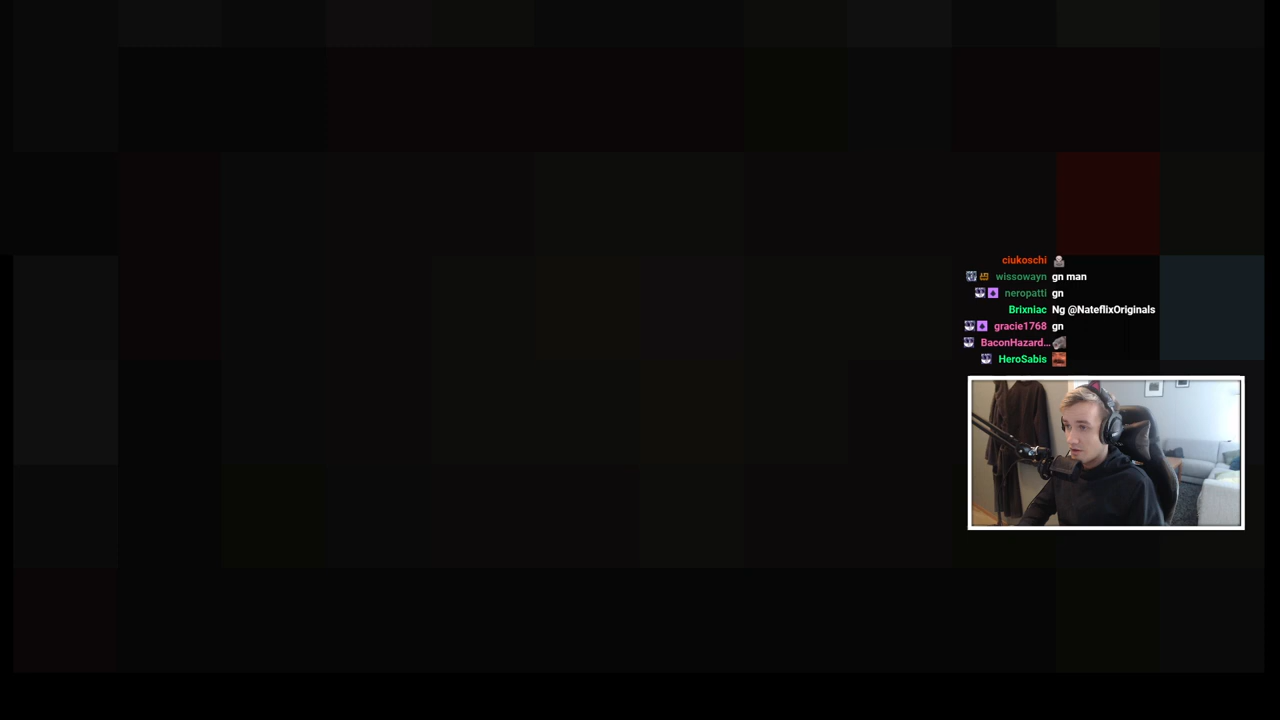 ciukoschi
wissowayn gn man
neropatti gn
Brixniac Ng @NateflixOriginals
gracie1768 gn
BaconHazard...
HeroSabis